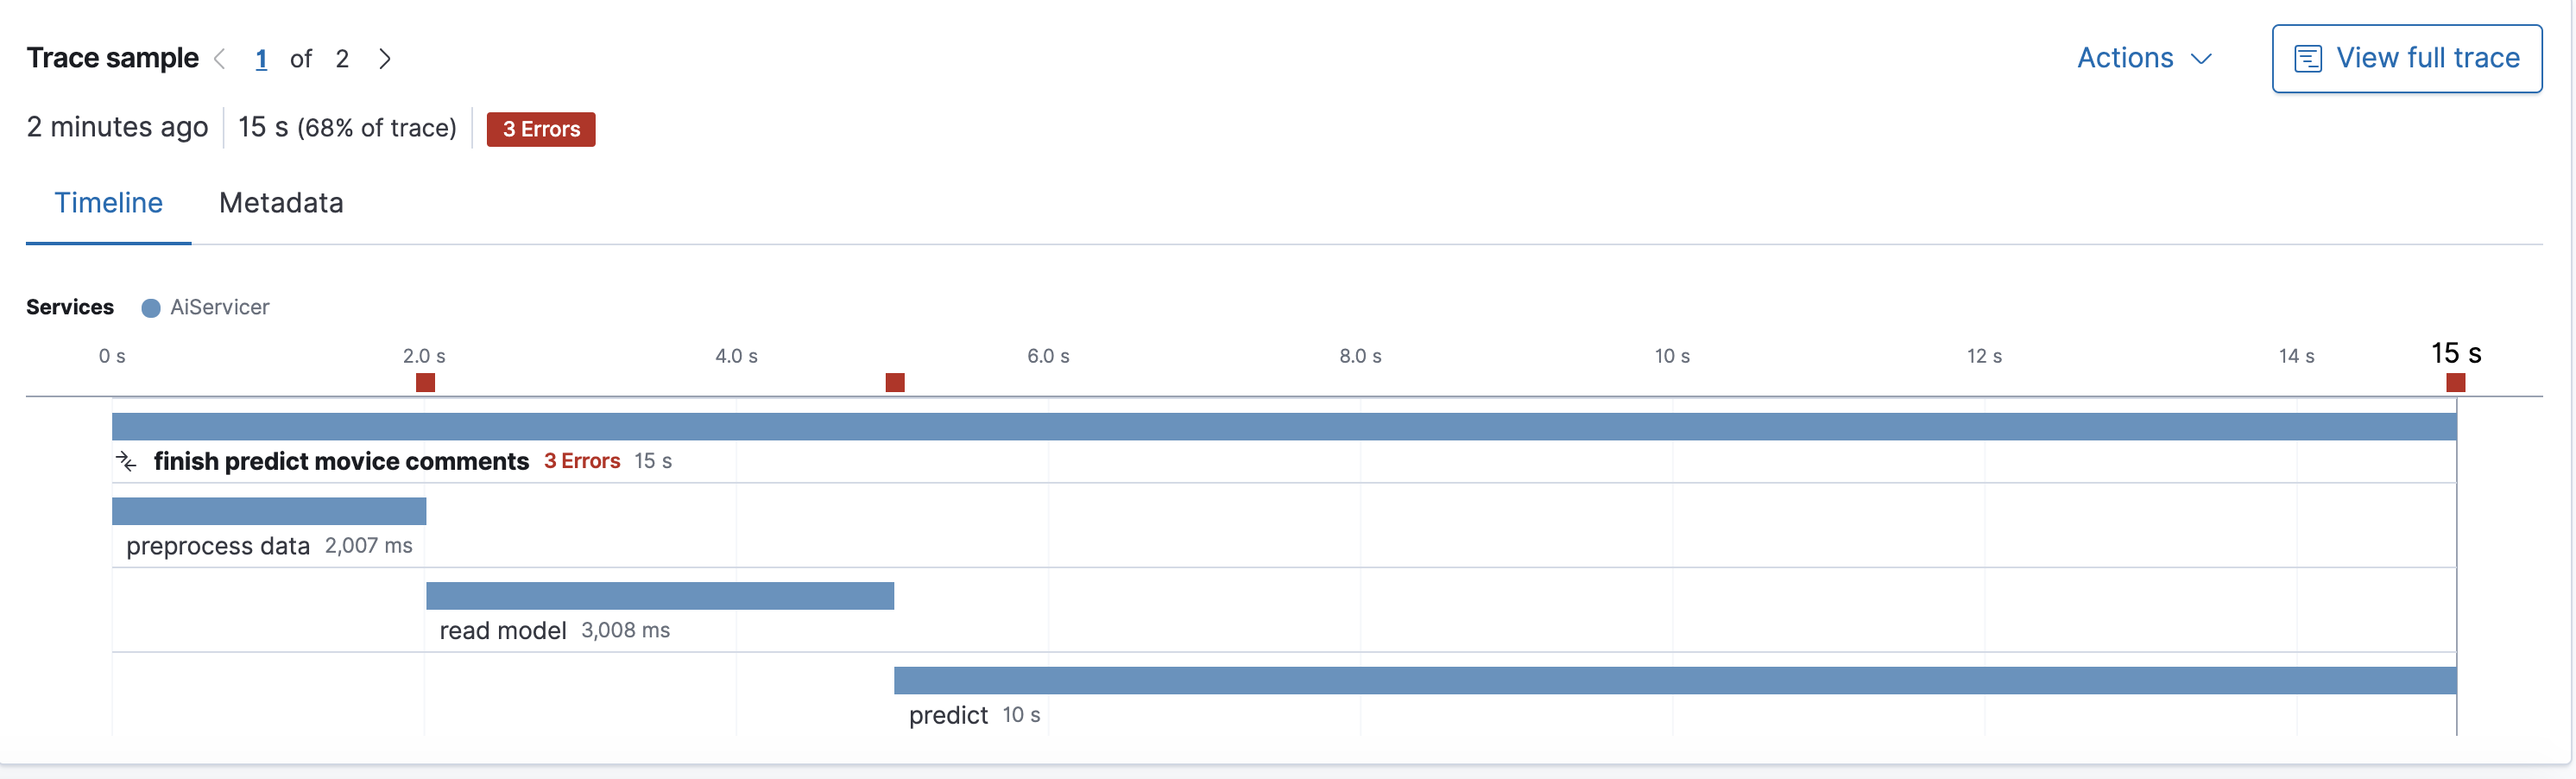 Trace sample 1 of 2 Actions View full trace
2 minutes ago 15 s (68% of trace) 3 Errors
Timeline Metadata
Services AiServicer
0 s 2.0 s 4.0 s 6.0 s 8.0 s 10 s 12 s 14 s 15 s
finish predict movice comments 3 Errors 15 s
preprocess data 2,007 ms
read model 3,008 ms
predict 10 s